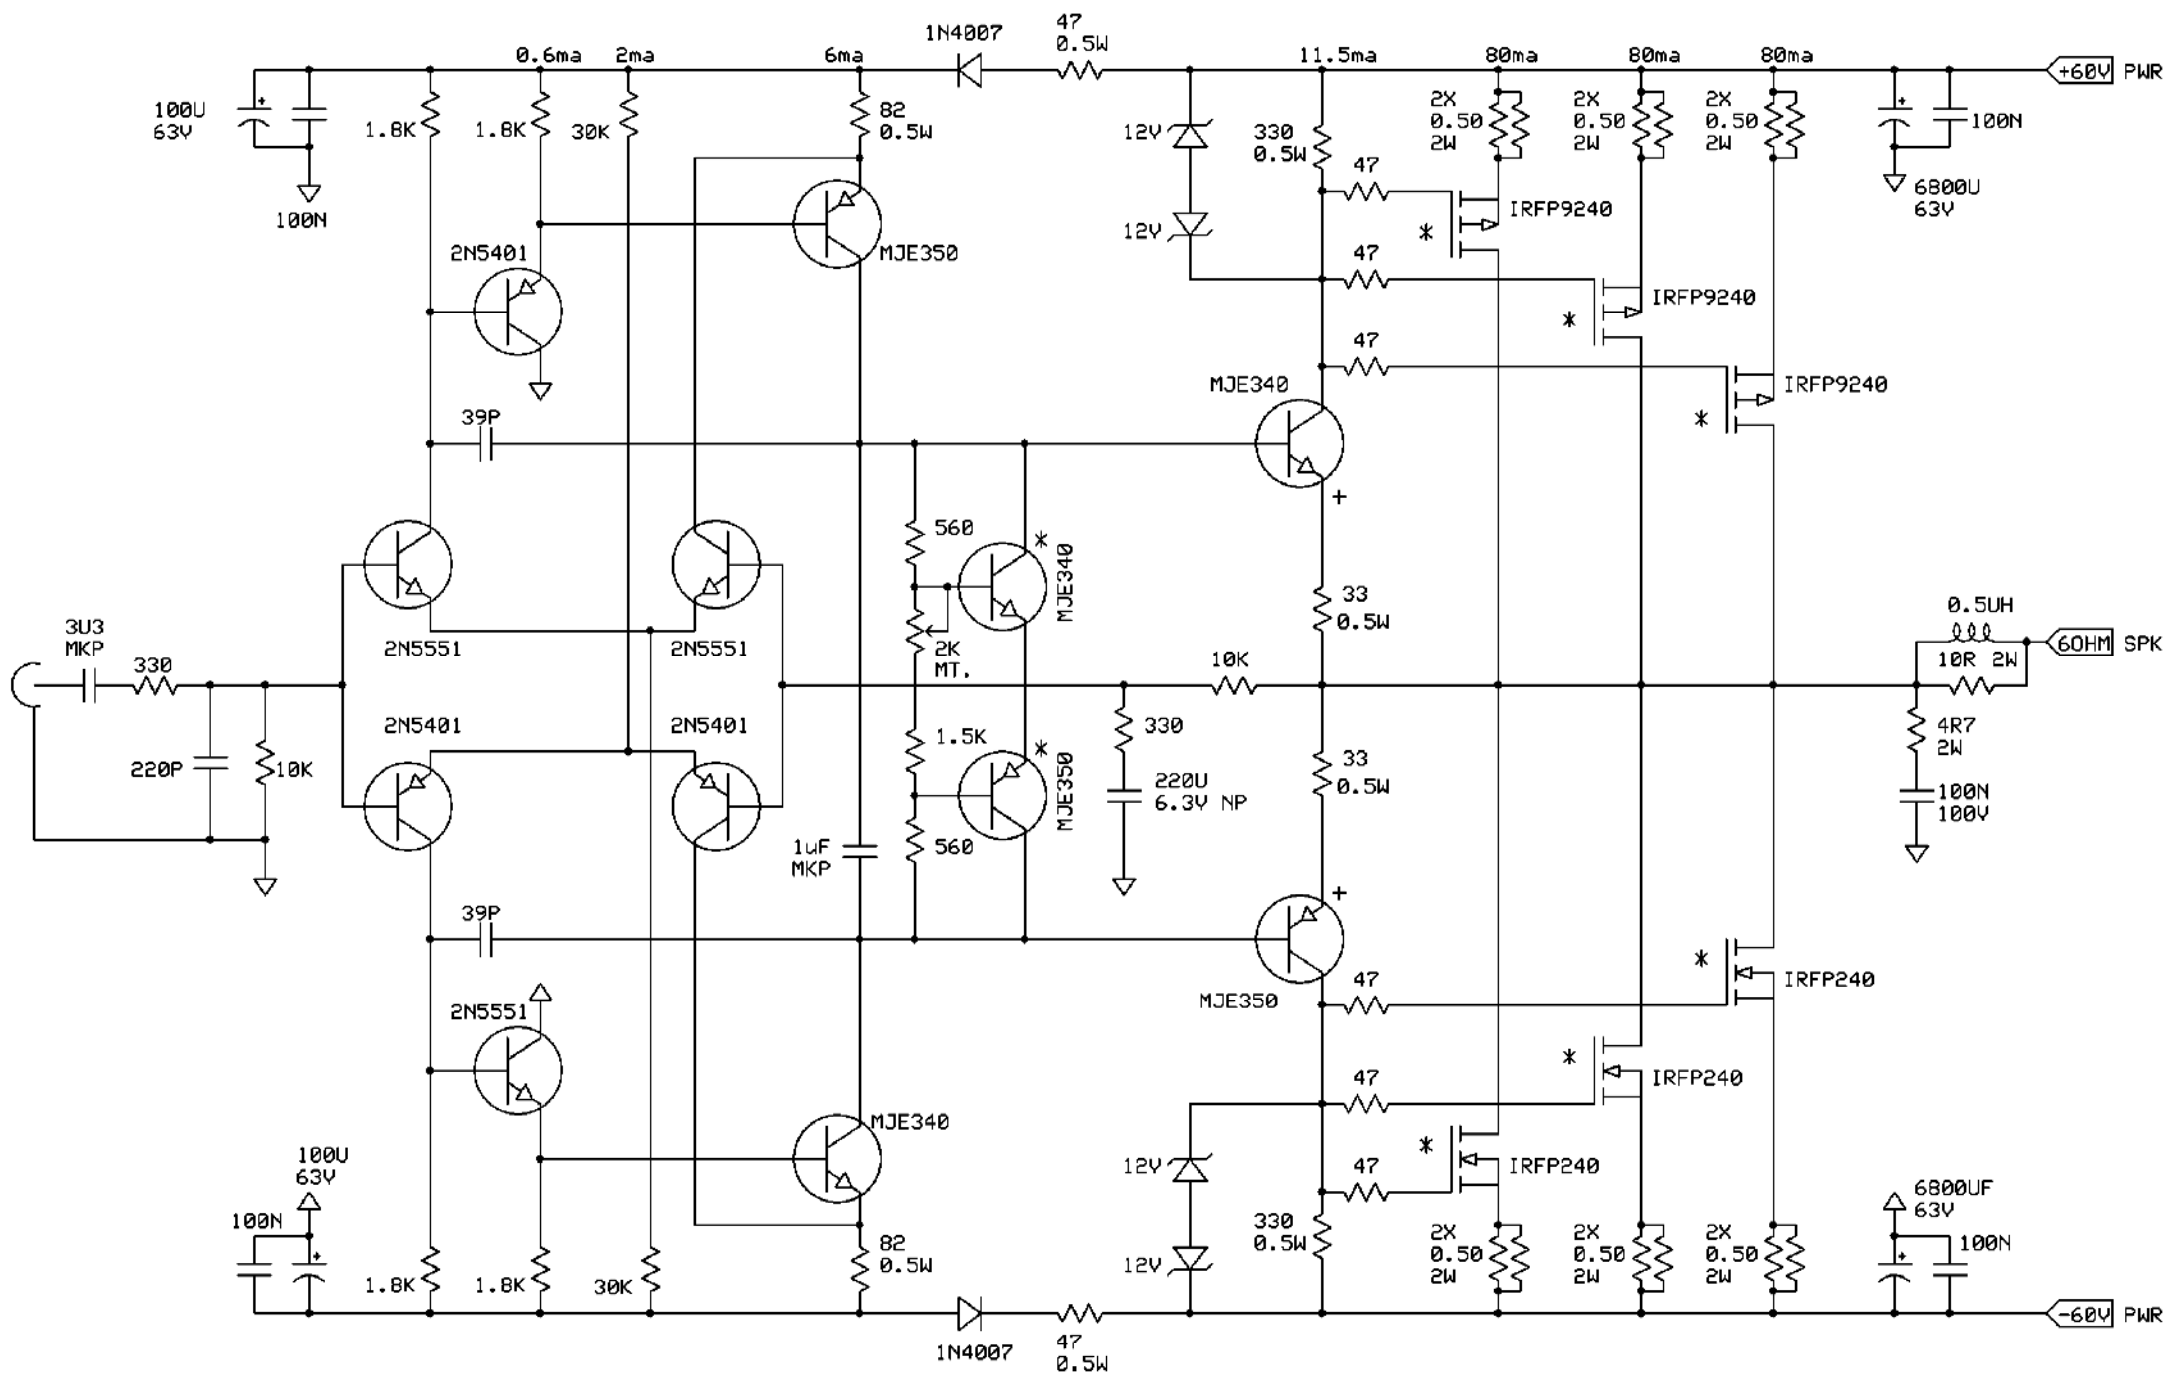 1N4007
47
0.5W
0.6ma
2ma
6ma
11.5ma
80ma
80ma
80ma
+60V PWR
100U
63V
1.8K
1.8K
30K
82
0.5W
12V
330
0.5W
2X
0.50
2W
2X
0.50
2W
2X
0.50
2W
100N
47
6800U
63V
100N
IRFP9240
*
12V
2N5401
MJE350
47
IRFP9240
*
47
MJE340
IRFP9240
*
39P
+
560
*
MJE340
33
0.5W
0.5UH
3U3
MKP
330
2N5551
2N5551
2K
MT.
10K
10R 2W
6OHM SPK
2N5401
2N5401
330
4R7
2W
220P
10K
1.5K
*
MJE350
33
0.5W
220U
6.3V NP
100N
100V
1uF
MKP
560
+
39P
*
IRFP240
47
MJE350
2N5551
*
IRFP240
47
MJE340
*
IRFP240
12V
47
100U
63V
100N
6800UF
63V
82
0.5W
330
0.5W
2X
0.50
2W
2X
0.50
2W
2X
0.50
2W
100N
1.8K
1.8K
30K
12V
-60V PWR
1N4007
47
0.5W